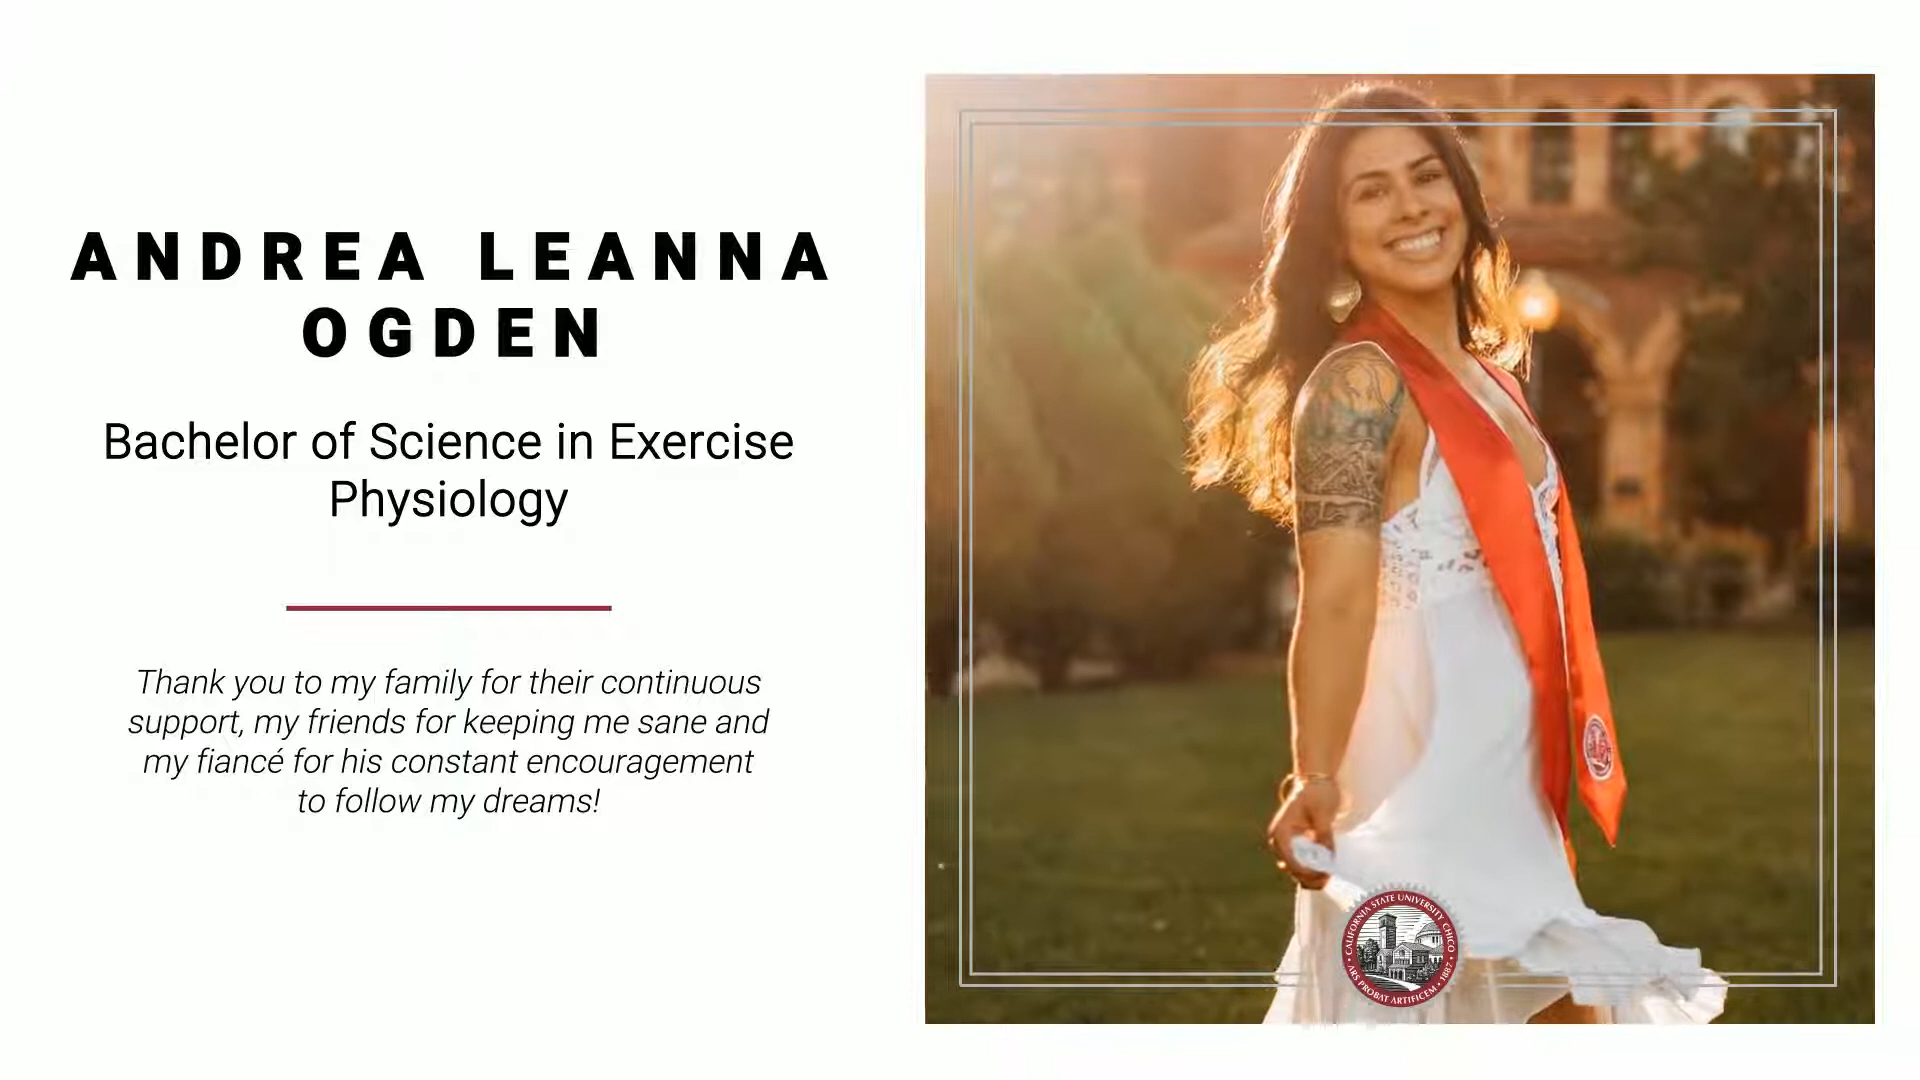 ANDREA LEANNA
OGDEN
Bachelor of Science in Exercise
Physiology
Thank you to my family for their continuous
support, my friends for keeping me sane and
my fiancé for his constant encouragement
to follow my dreams!
CALIFORNIA STATE UNIVERSITY CHICO
ARS PROBAT ARTIFICEM • 1887